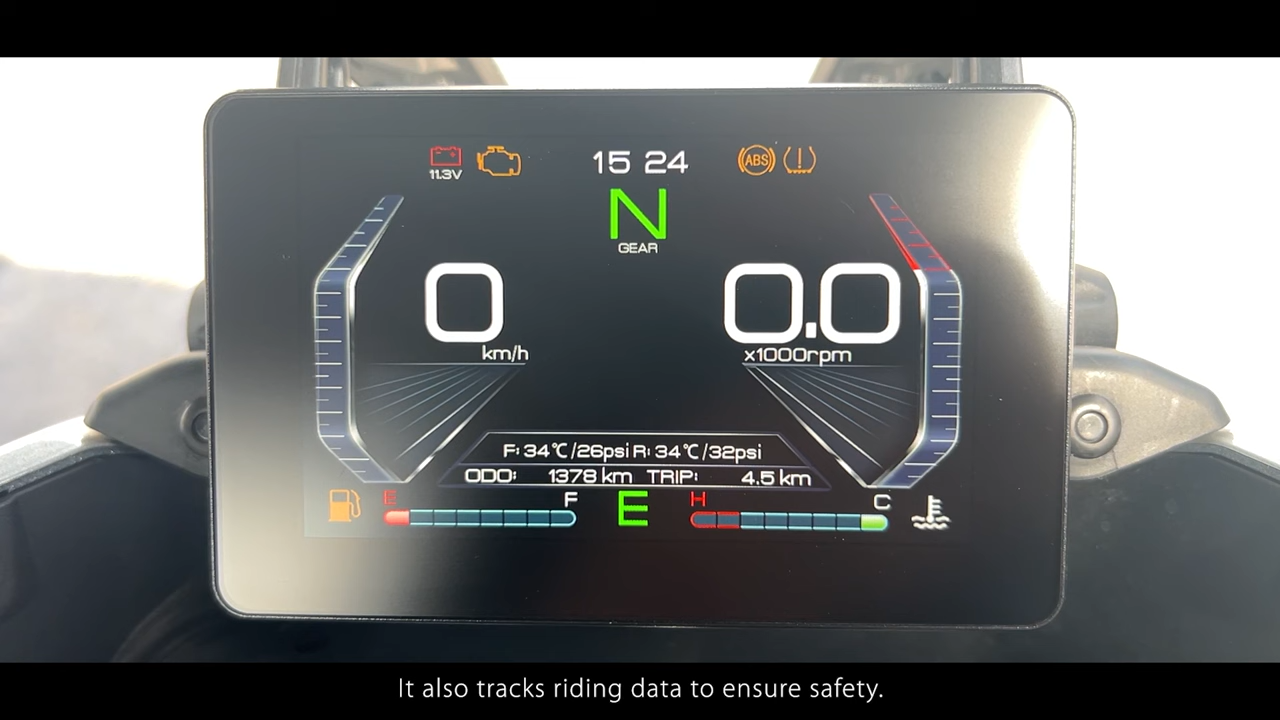 15 24
ABS
11.3V
N
GEAR
0
0.0
km/h
x1000rpm
F: 34℃/26psi R: 34℃/32psi
ODO: 1378 km TRIP: 4.5 km
E F E H C
It also tracks riding data to ensure safety.